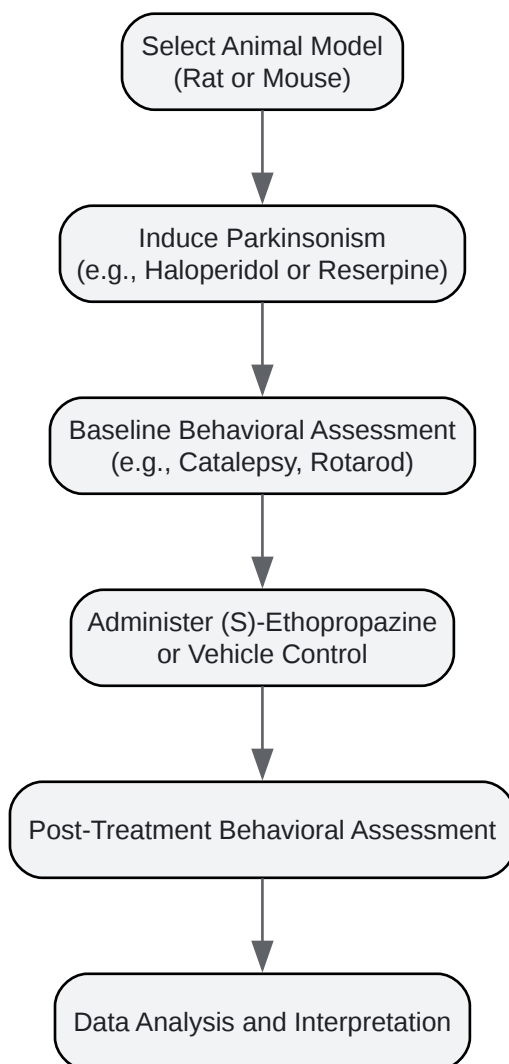 Select Animal Model
(Rat or Mouse)
Induce Parkinsonism
(e.g., Haloperidol or Reserpine)
Baseline Behavioral Assessment
(e.g., Catalepsy, Rotarod)
Administer (S)-Ethopropazine
or Vehicle Control
Post-Treatment Behavioral Assessment
Data Analysis and Interpretation